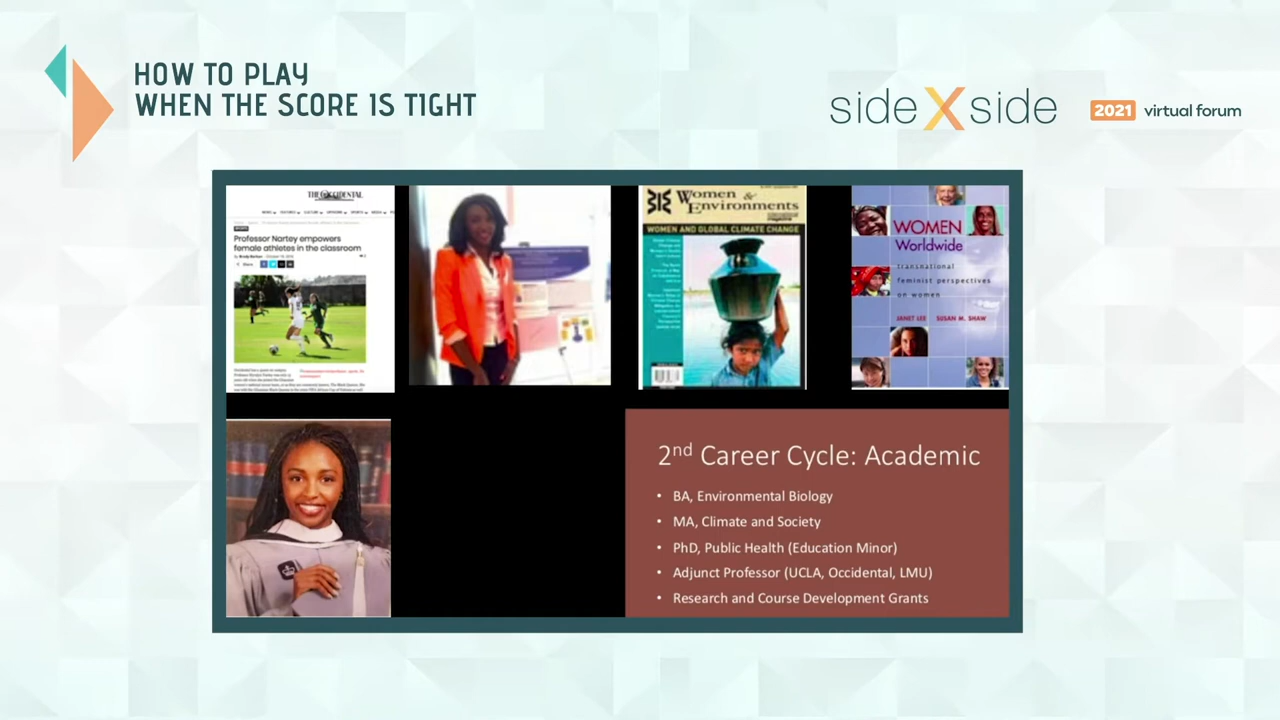 HOW TO PLAY
WHEN THE SCORE IS TIGHT
side X side
2021 virtual forum
THE OCCIDENTAL
Professor Nartey empowers
female athletes in the classroom
Women &
Environments
WOMEN AND GLOBAL CLIMATE CHANGE
WOMEN
Worldwide
transnational
feminist perspectives
on women
JANET LEE SUSAN M. SHAW
2nd Career Cycle: Academic
• BA, Environmental Biology
• MA, Climate and Society
• PhD, Public Health (Education Minor)
• Adjunct Professor (UCLA, Occidental, LMU)
• Research and Course Development Grants